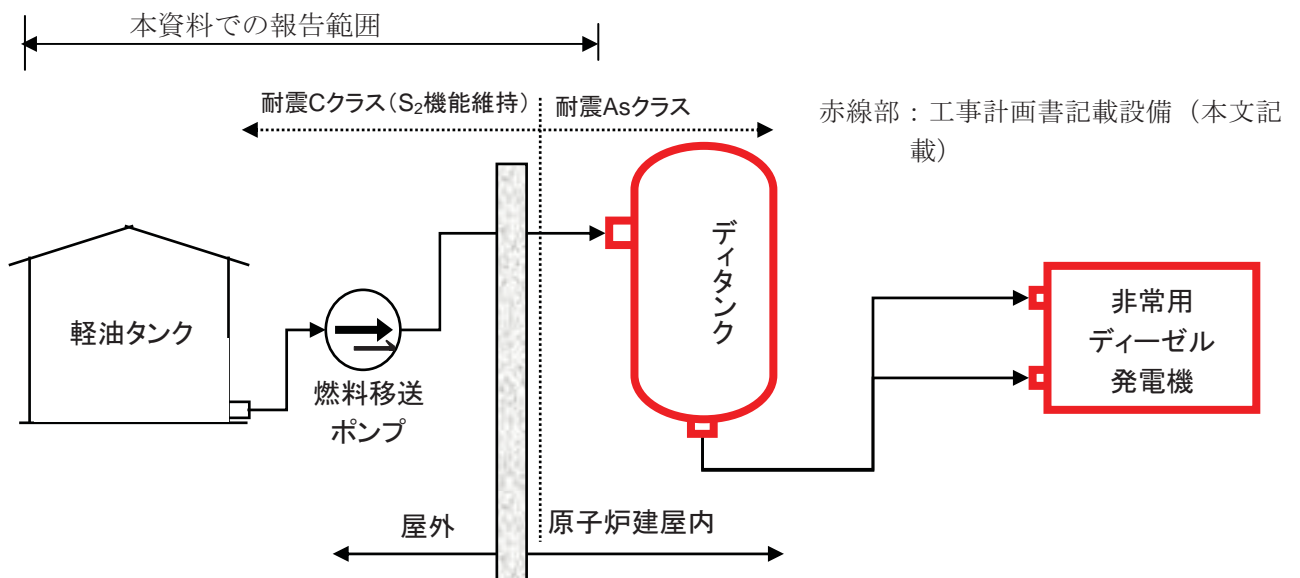 本資料での報告範囲
耐震Cクラス（S₂機能維持）
耐震Asクラス
赤線部：工事計画書記載設備（本文記
載）
軽油タンク
燃料移送
ポンプ
ディタンク
非常用
ディーゼル
発電機
屋外
原子炉建屋内